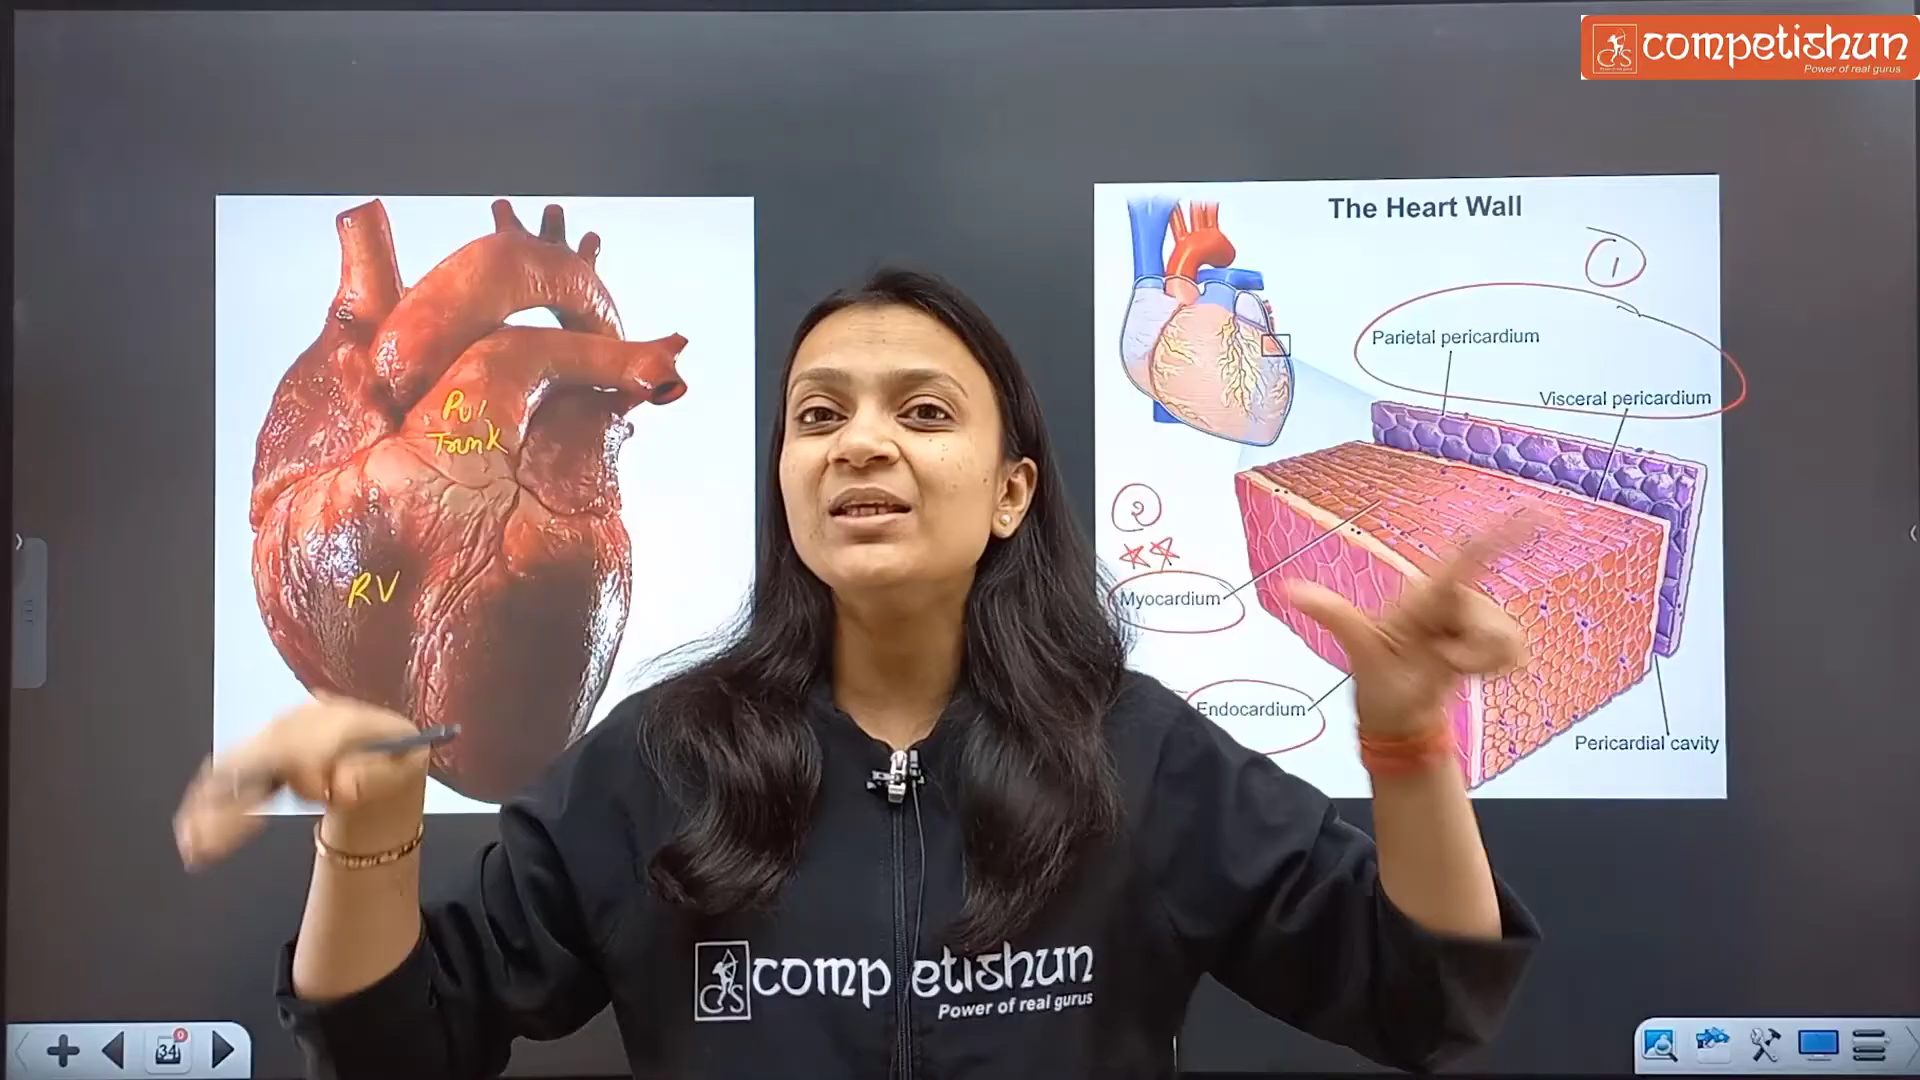 competishun
Power of real gurus
The Heart Wall
1
Parietal pericardium
Visceral pericardium
Pul
Trunk
2
RV
Myocardium
Endocardium
Pericardial cavity
competishun
Power of real gurus
34
0